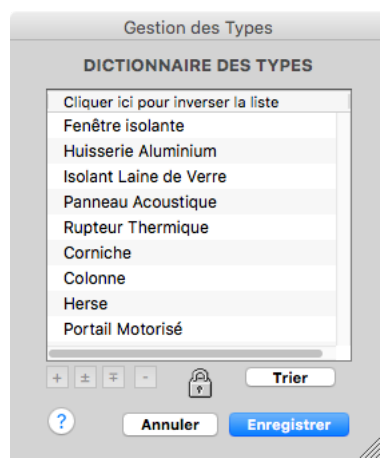 Gestion des Types
DICTIONNAIRE DES TYPES
Cliquer ici pour inverser la liste
Fenêtre isolante
Huisserie Aluminium
Isolant Laine de Verre
Panneau Acoustique
Rupteur Thermique
Corniche
Colonne
Herse
Portail Motorisé
+ ± ∓ - Trier
? Annuler Enregistrer